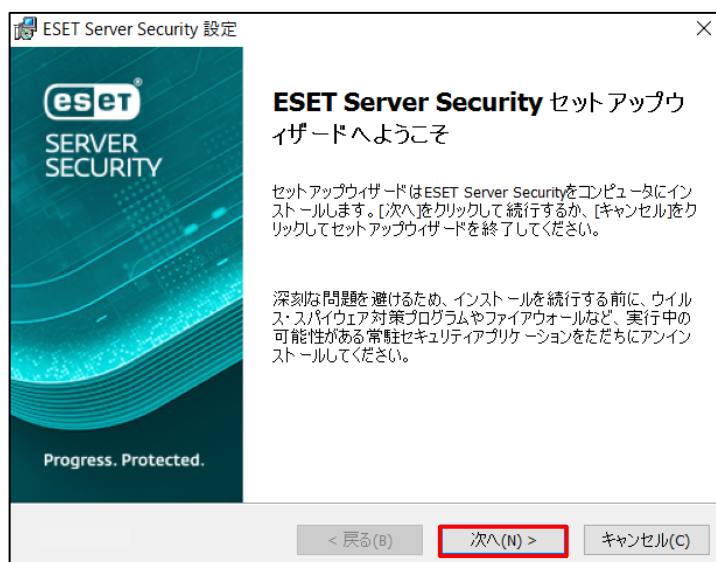 ESET Server Security 設定
eset
SERVER
SECURITY
ESET Server Security セットアップウ
ィザードへようこそ
セットアップウィザードはESET Server Securityをコンピュータにイン
ストールします。[次へ]をクリックして続行するか、[キャンセル]をク
リックしてセットアップウィザードを終了してください。
深刻な問題を避けるため、インストールを続行する前に、ウイル
ス・スパイウェア対策プログラムやファイアウォールなど、実行中の
可能性がある常駐セキュリティアプリケーションをただちにアンイン
ストールしてください。
Progress. Protected.
< 戻る(B)
次へ(N) >
キャンセル(C)